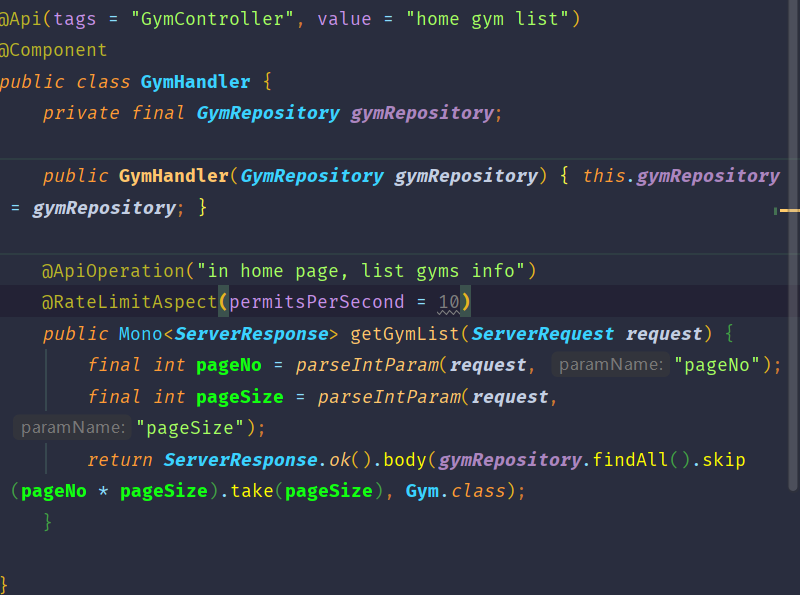 @Api(tags = "GymController", value = "home gym list")
@Component
public class GymHandler {
private final GymRepository gymRepository;
public GymHandler(GymRepository gymRepository) { this.gymRepository
= gymRepository; }
@ApiOperation("in home page, list gyms info")
@RateLimitAspect(permitsPerSecond = 10)
public Mono<ServerResponse> getGymList(ServerRequest request) {
final int pageNo = parseIntParam(request, paramName: "pageNo");
final int pageSize = parseIntParam(request,
paramName: "pageSize");
return ServerResponse.ok().body(gymRepository.findAll().skip
(pageNo * pageSize).take(pageSize), Gym.class);
}
}